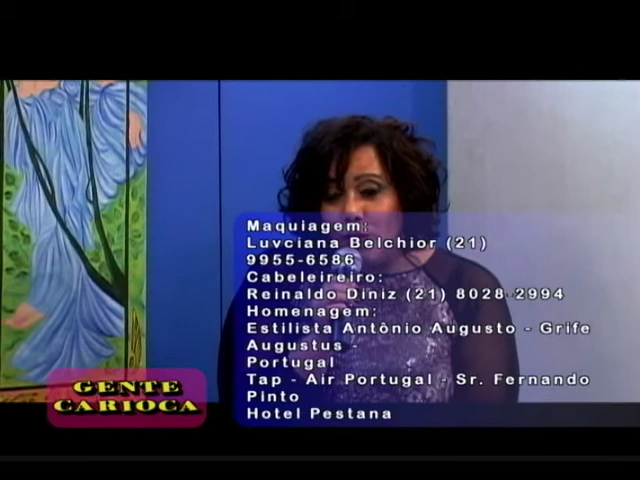 Maquiagem:
Luvciana Belchior (21)
9955-6586
Cabeleireiro:
Reinaldo Diniz (21) 8028-2994
Homenagem:
Estilista Antônio Augusto - Grife
Augustus -
Portugal
Tap - Air Portugal - Sr. Fernando
Pinto
Hotel Pestana
GENTE
CARIOCA